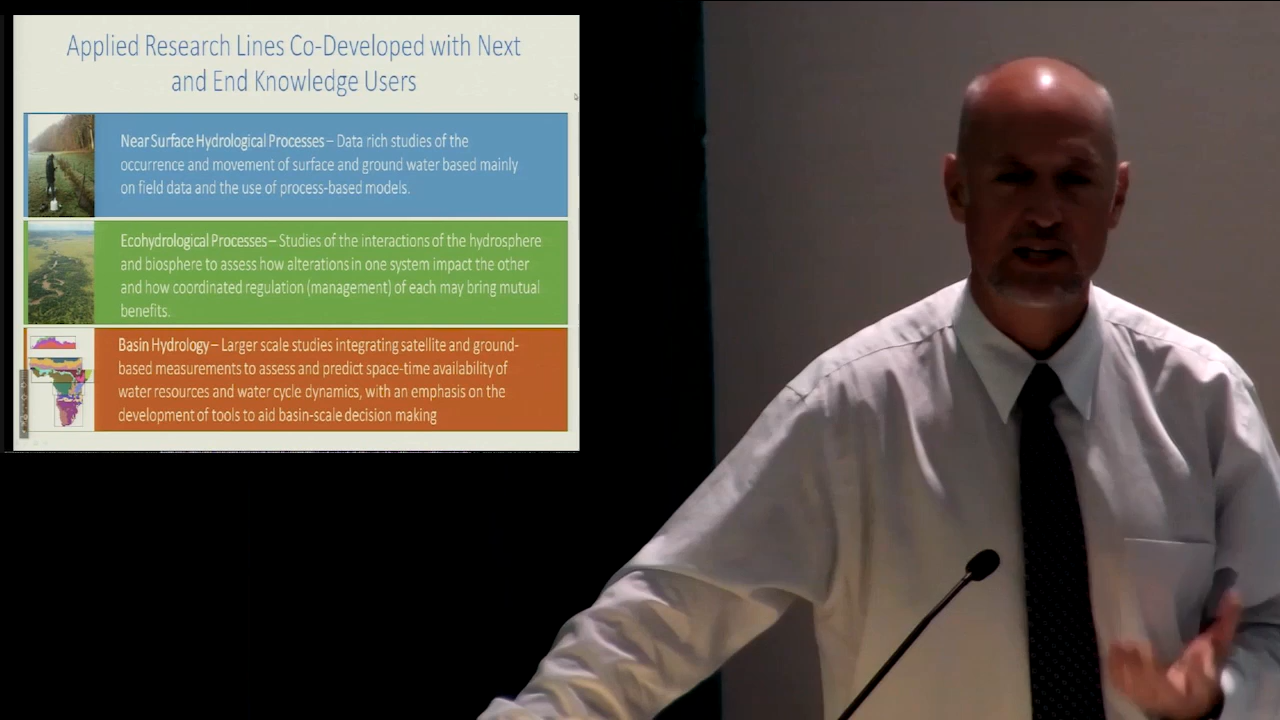 Applied Research Lines Co-Developed with Next
and End Knowledge Users
Near Surface Hydrological Processes – Data rich studies of the
occurrence and movement of surface and ground water based mainly
on field data and the use of process-based models.
Ecohydrological Processes – Studies of the interactions of the hydrosphere
and biosphere to assess how alterations in one system impact the other
and how coordinated regulation (management) of each may bring mutual
benefits.
Basin Hydrology – Larger scale studies integrating satellite and ground-
based measurements to assess and predict space-time availability of
water resources and water cycle dynamics, with an emphasis on the
development of tools to aid basin-scale decision making